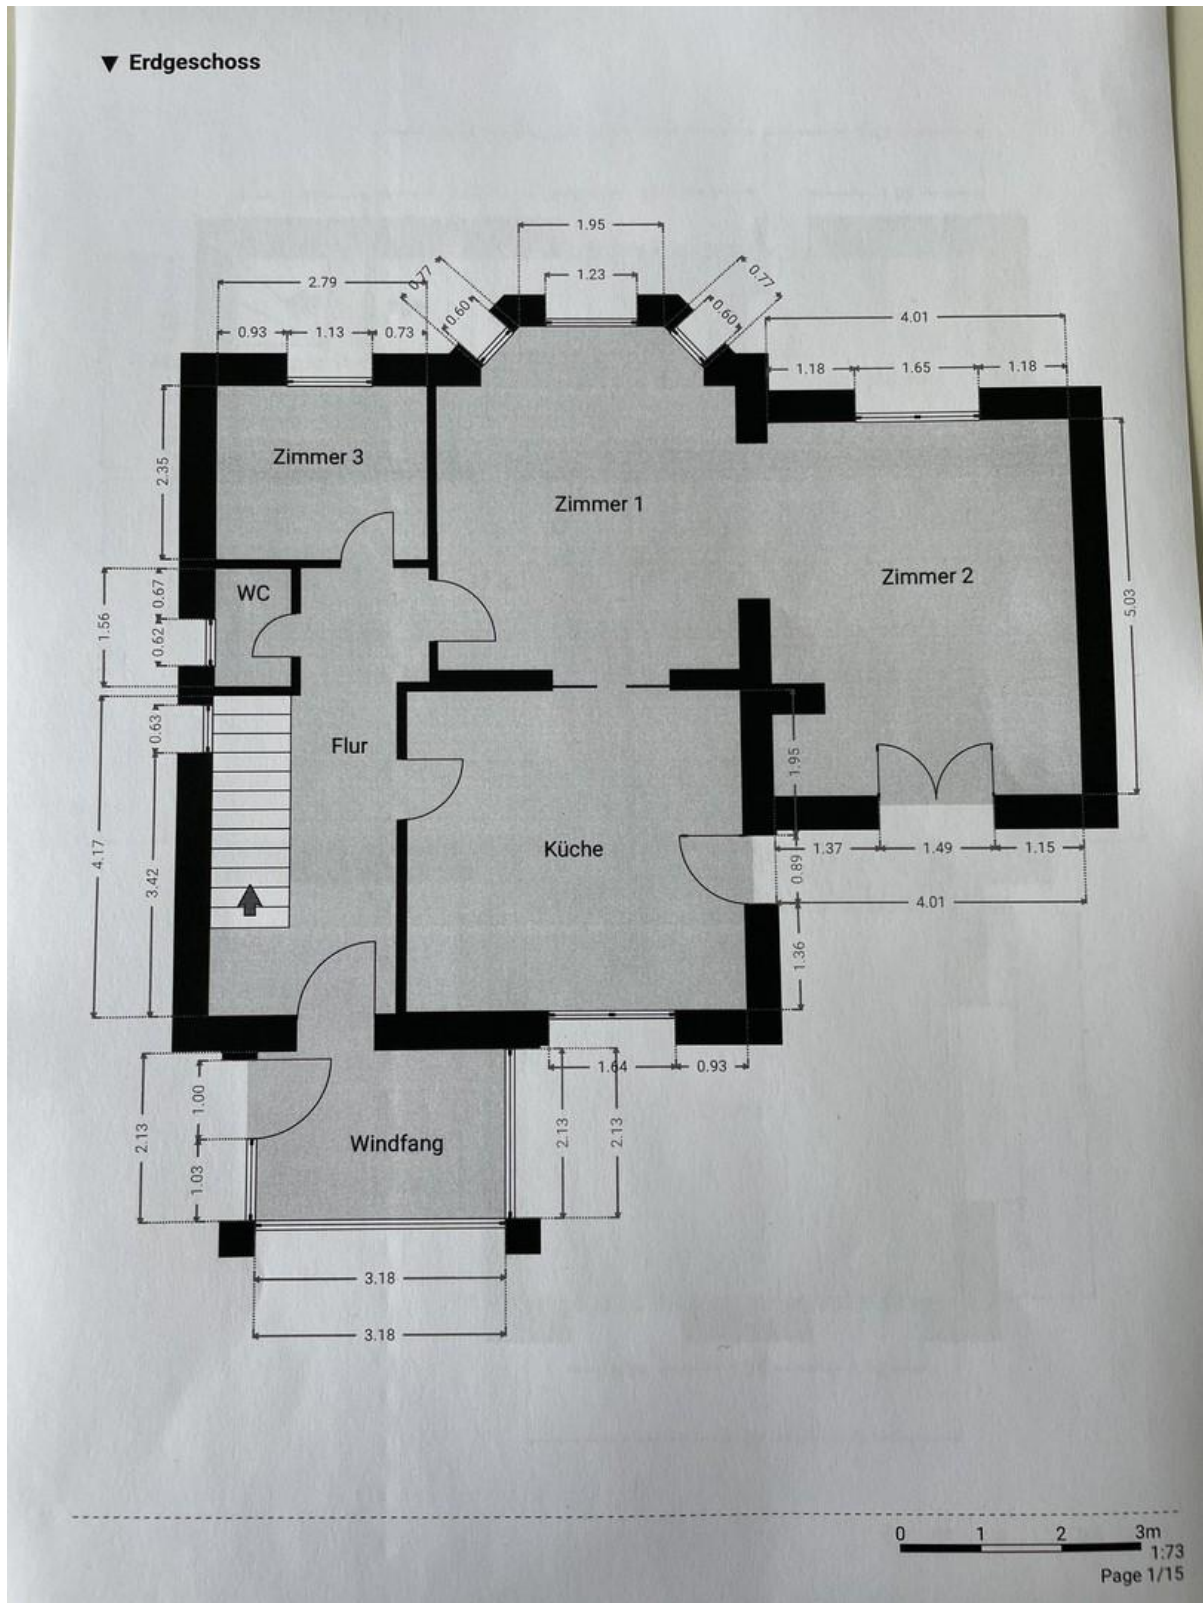 ▼ Erdgeschoss
1.95
1.23
0.77
0.60
0.77
0.60
2.79
0.93 1.13 0.73
4.01
1.18 1.65 1.18
Zimmer 3
2.35
Zimmer 1
Zimmer 2
WC
0.67
1.56
0.62
5.03
0.63
Flur
1.95
Küche
4.17
3.42
1.37 1.49 1.15
0.89
4.01
1.36
1.64 0.93
1.00
2.13
Windfang
2.13
2.13
1.03
3.18
3.18
0 1 2 3m
1:73
Page 1/15